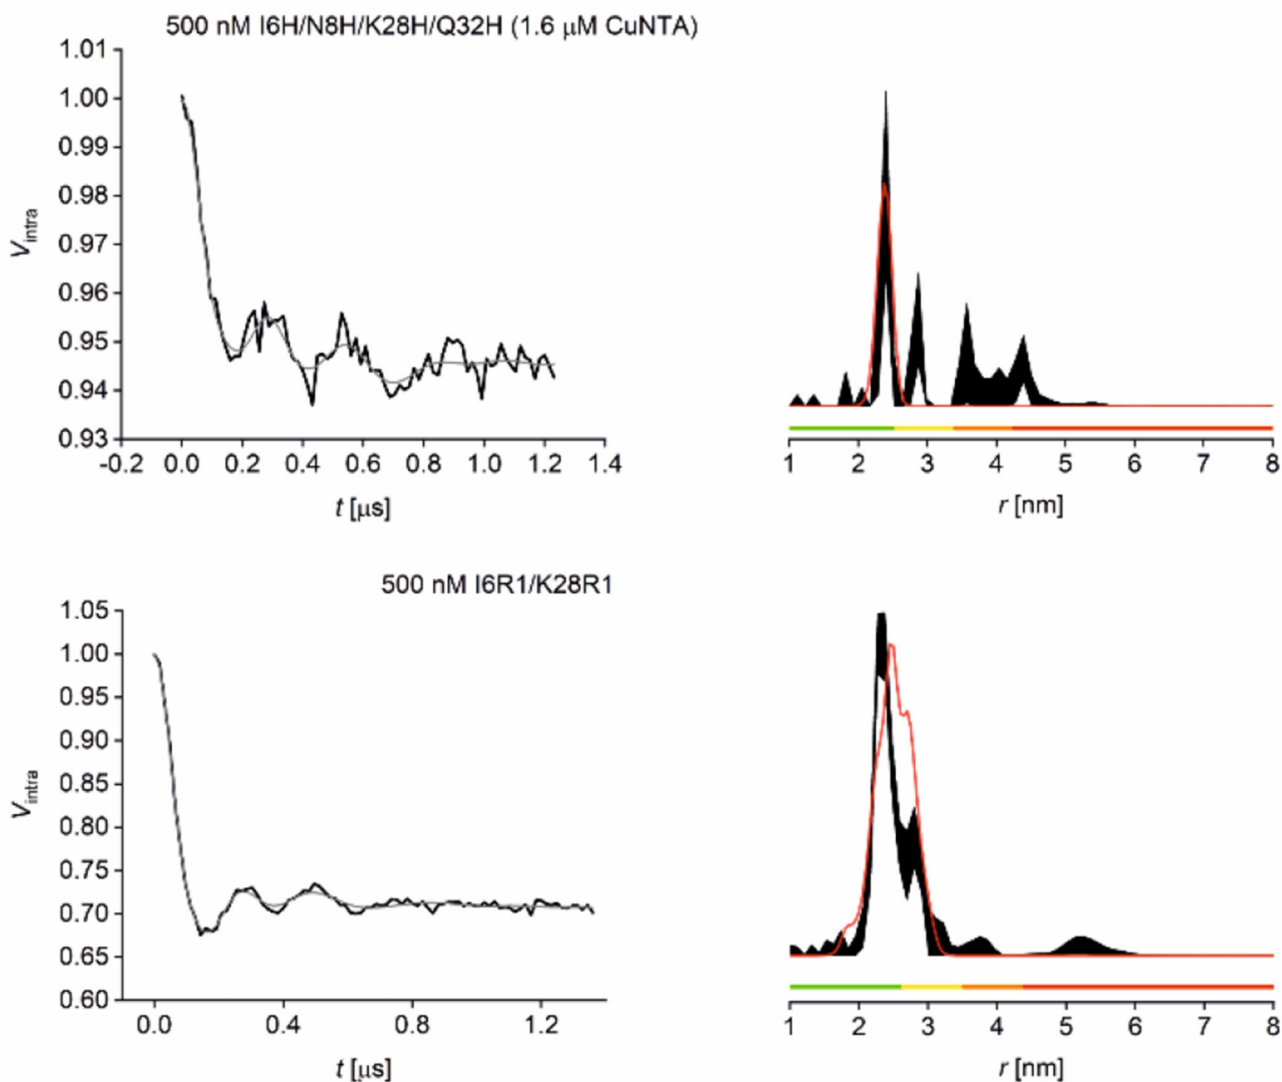 500 nM I6H/N8H/K28H/Q32H (1.6 μM CuNTA)
1.01
1.00
0.99
0.98
0.97
0.96
0.95
0.94
0.93
Vintra
-0.2 0.0 0.2 0.4 0.6 0.8 1.0 1.2 1.4
t [μs]
1 2 3 4 5 6 7 8
r [nm]
500 nM I6R1/K28R1
1.05
1.00
0.95
0.90
0.85
0.80
0.75
0.70
0.65
0.60
Vintra
0.0 0.4 0.8 1.2
t [μs]
1 2 3 4 5 6 7 8
r [nm]